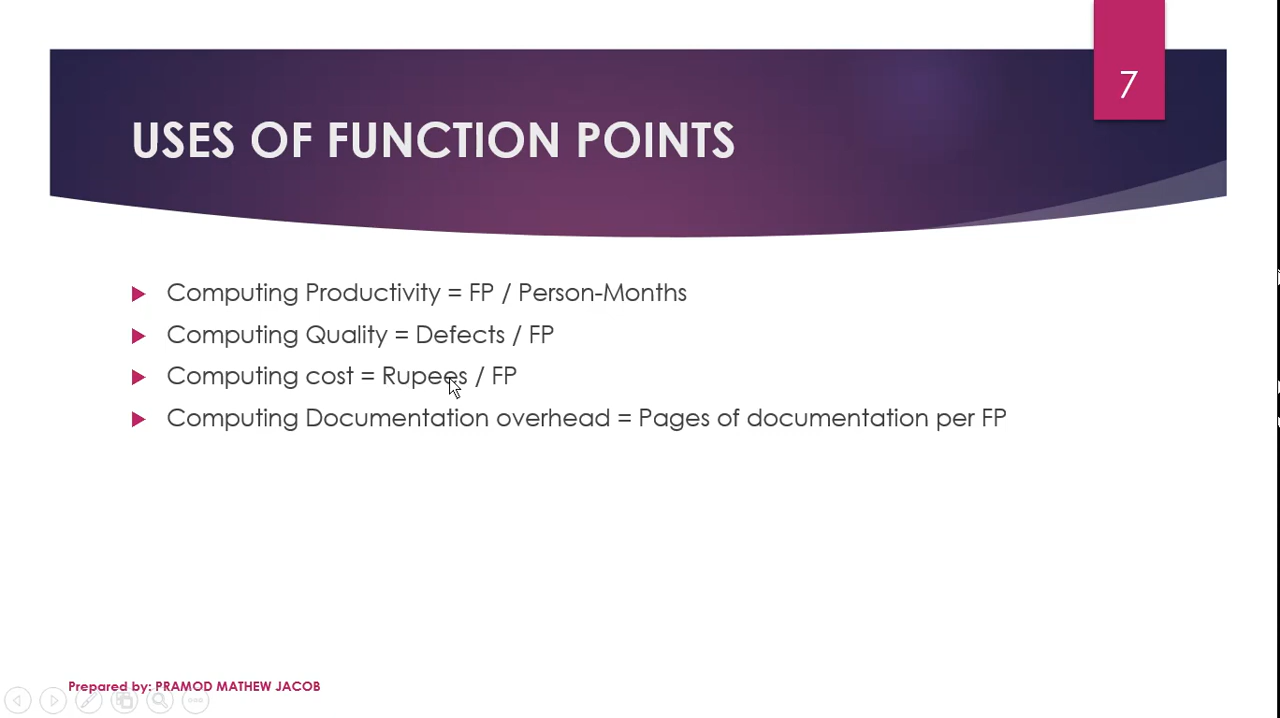 7
USES OF FUNCTION POINTS
Computing Productivity = FP / Person-Months
Computing Quality = Defects / FP
Computing cost = Rupees / FP
Computing Documentation overhead = Pages of documentation per FP
Prepared by: PRAMOD MATHEW JACOB